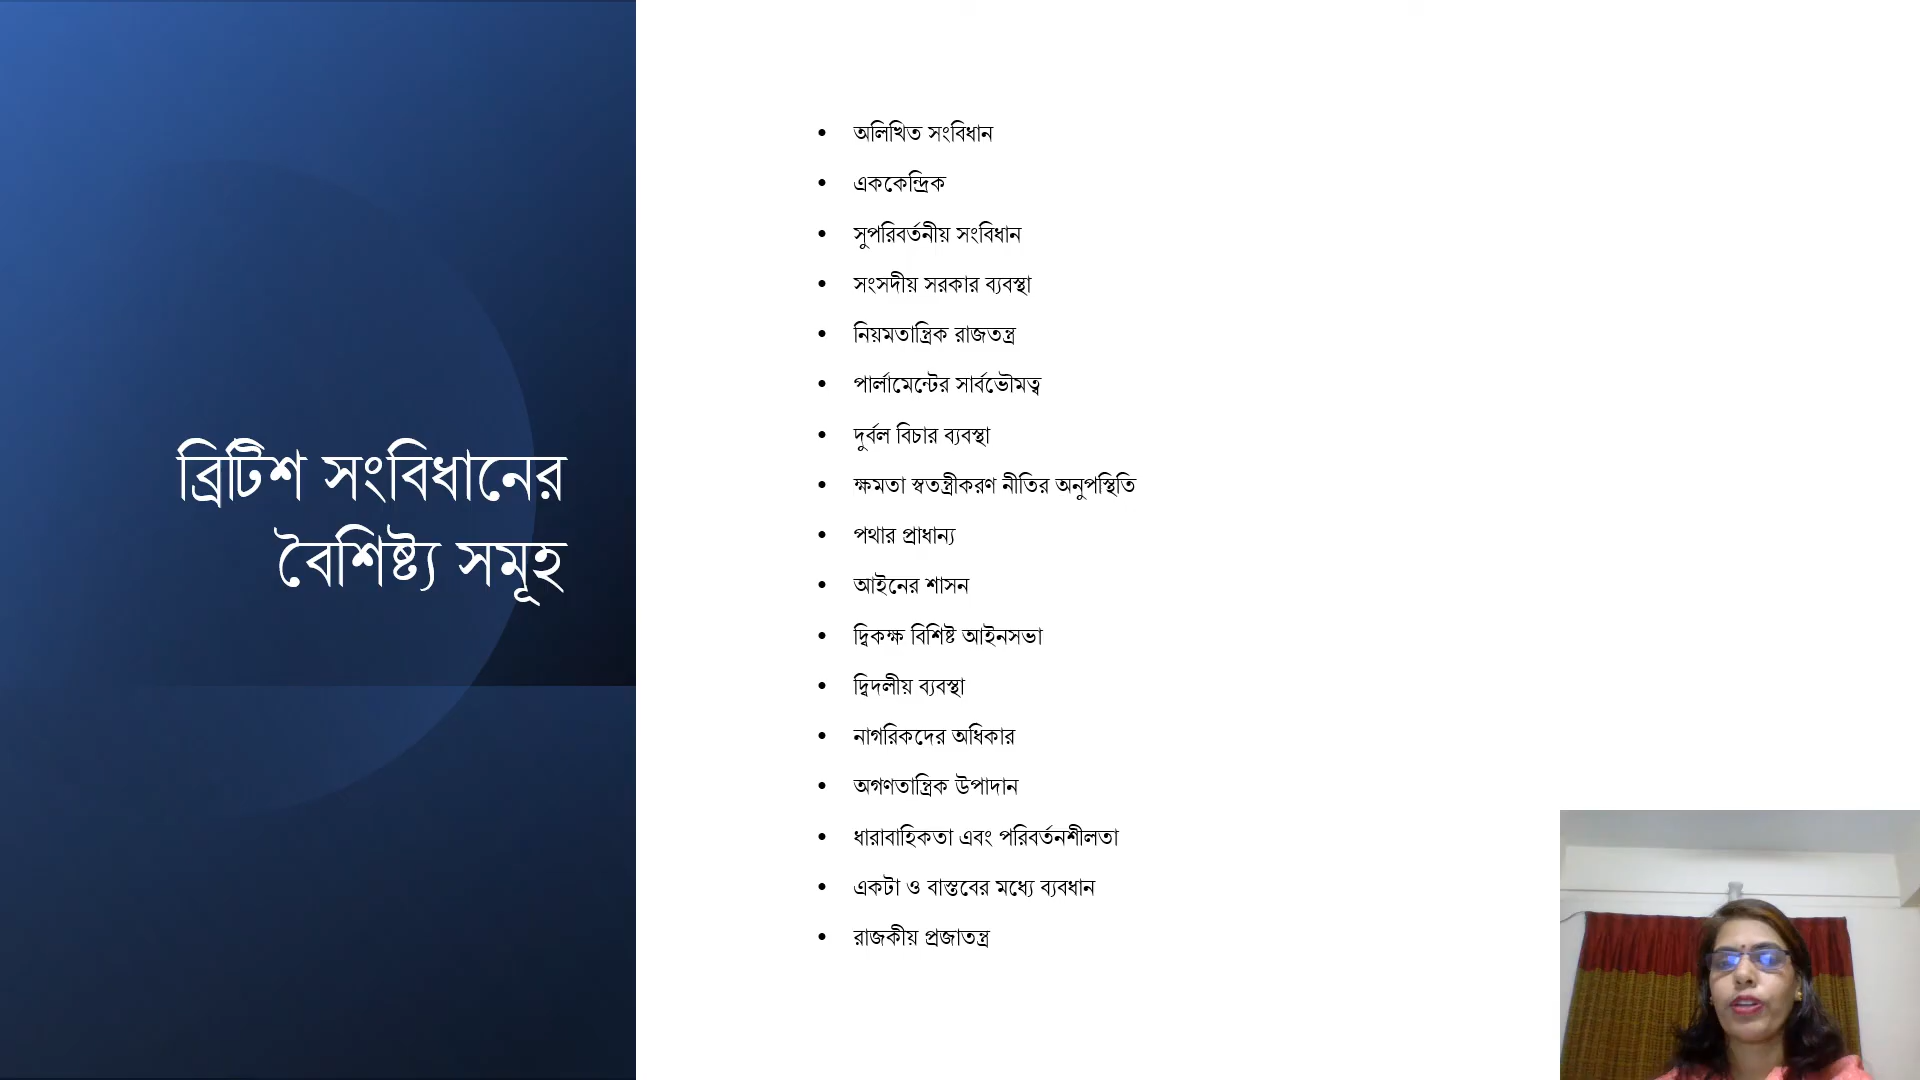 ব্রিটিশ সংবিধানের
বৈশিষ্ট্য সমূহ
• অলিখিত সংবিধান
• এককেন্দ্রিক
• সুপরিবর্তনীয় সংবিধান
• সংসদীয় সরকার ব্যবস্থা
• নিয়মতান্ত্রিক রাজতন্ত্র
• পার্লামেন্টের সার্বভৌমত্ব
• দুর্বল বিচার ব্যবস্থা
• ক্ষমতা স্বতন্ত্রীকরণ নীতির অনুপস্থিতি
• পথার প্রাধান্য
• আইনের শাসন
• দ্বিকক্ষ বিশিষ্ট আইনসভা
• দ্বিদলীয় ব্যবস্থা
• নাগরিকদের অধিকার
• অগণতান্ত্রিক উপাদান
• ধারাবাহিকতা এবং পরিবর্তনশীলতা
• একটা ও বাস্তবের মধ্যে ব্যবধান
• রাজকীয় প্রজাতন্ত্র